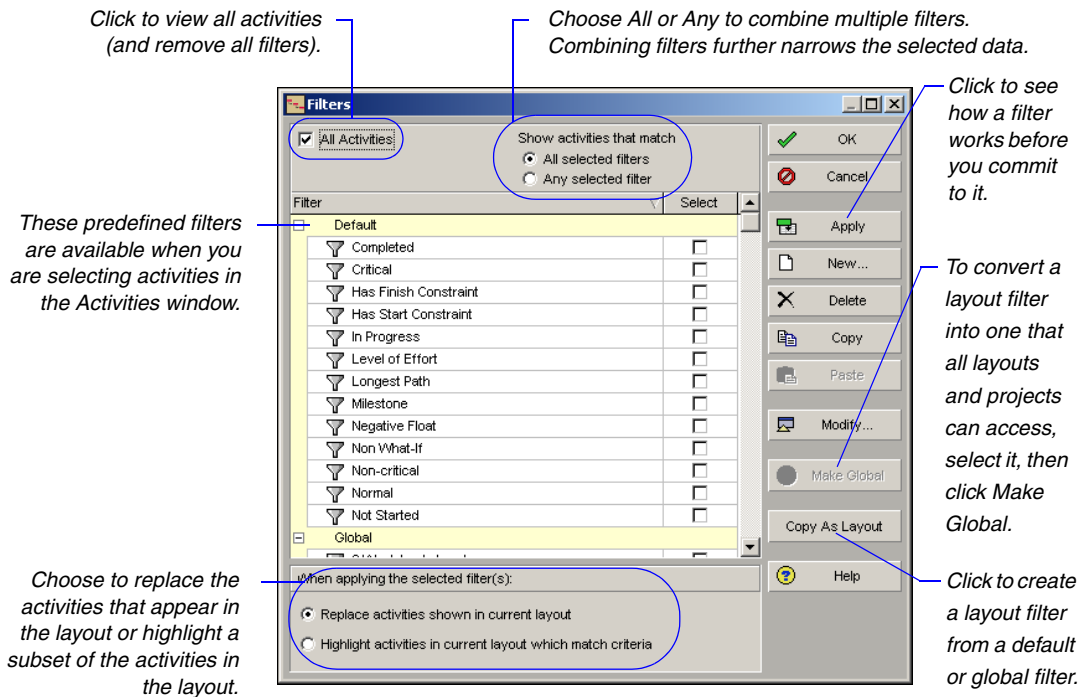 Click to view all activities
(and remove all filters).
Choose All or Any to combine multiple filters.
Combining filters further narrows the selected data.
Filters
All Activities
Show activities that match
All selected filters
Any selected filter
Filter
Select
Default
Completed
Critical
Has Finish Constraint
Has Start Constraint
In Progress
Level of Effort
Longest Path
Milestone
Negative Float
Non What-If
Non-critical
Normal
Not Started
Global
When applying the selected filter(s):
Replace activities shown in current layout
Highlight activities in current layout which match criteria
OK
Cancel
Apply
New...
Delete
Copy
Paste
Modify...
Make Global
Copy As Layout
Help
These predefined filters
are available when you
are selecting activities in
the Activities window.
Choose to replace the
activities that appear in
the layout or highlight a
subset of the activities in
the layout.
Click to see
how a filter
works before
you commit
to it.
To convert a
layout filter
into one that
all layouts
and projects
can access,
select it, then
click Make
Global.
Click to create
a layout filter
from a default
or global filter.